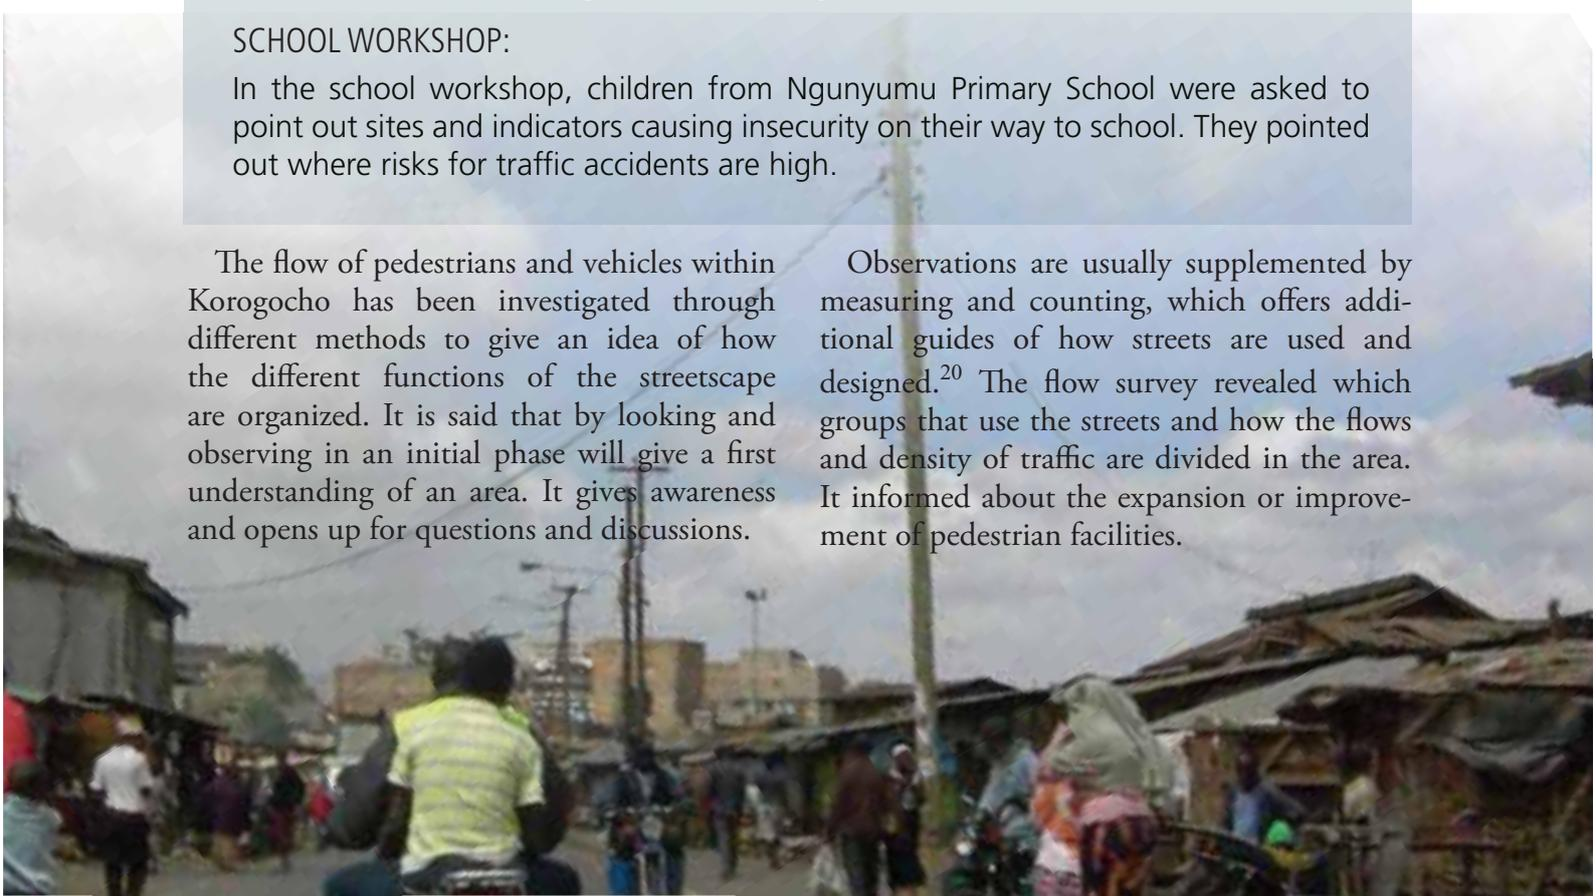 SCHOOL WORKSHOP:
In the school workshop, children from Ngunyumu Primary School were asked to
point out sites and indicators causing insecurity on their way to school. They pointed
out where risks for traffic accidents are high.
The flow of pedestrians and vehicles within
Korogocho has been investigated through
different methods to give an idea of how
the different functions of the streetscape
are organized. It is said that by looking and
observing in an initial phase will give a first
understanding of an area. It gives awareness
and opens up for questions and discussions.
Observations are usually supplemented by
measuring and counting, which offers addi-
tional guides of how streets are used and
designed.20 The flow survey revealed which
groups that use the streets and how the flows
and density of traffic are divided in the area.
It informed about the expansion or improve-
ment of pedestrian facilities.